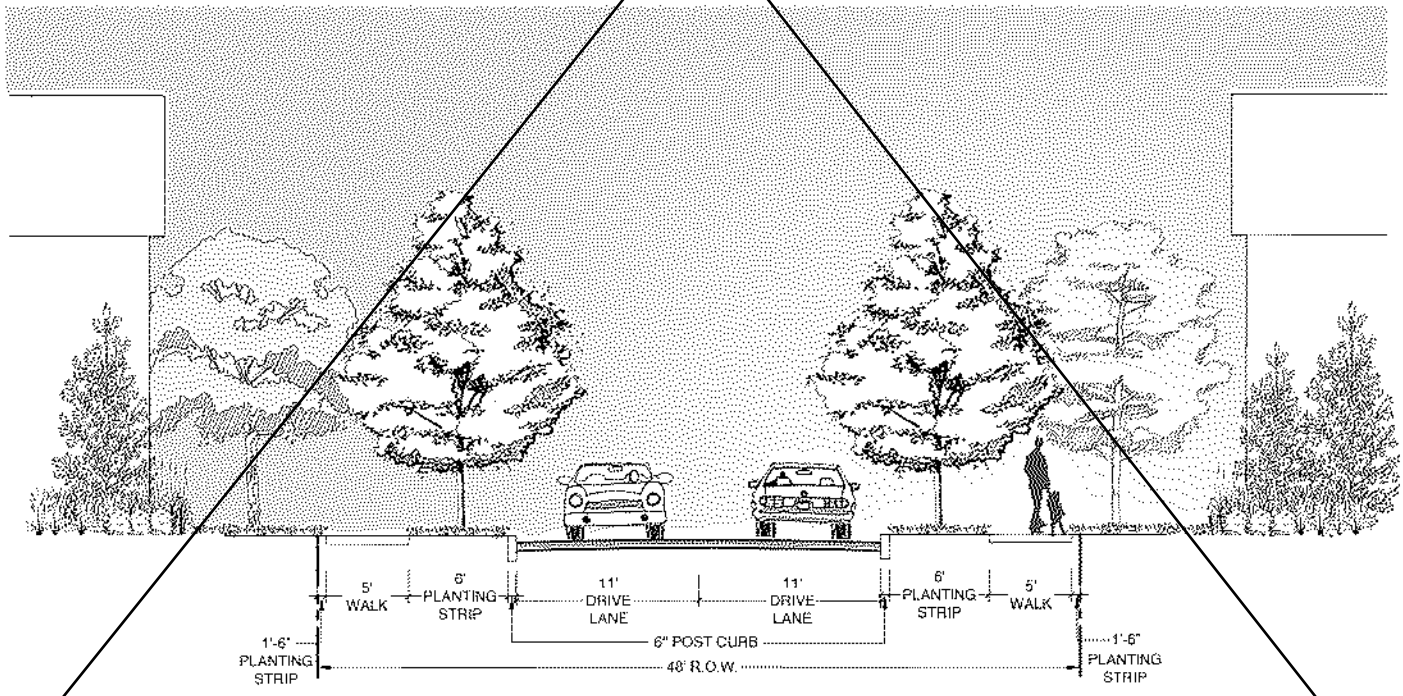 5'
WALK
6'
PLANTING
STRIP
11'
DRIVE
LANE
11'
DRIVE
LANE
6'
PLANTING
STRIP
5'
WALK
1'-6"
PLANTING
STRIP
6" POST CURB
48' R.O.W.
1'-6"
PLANTING
STRIP